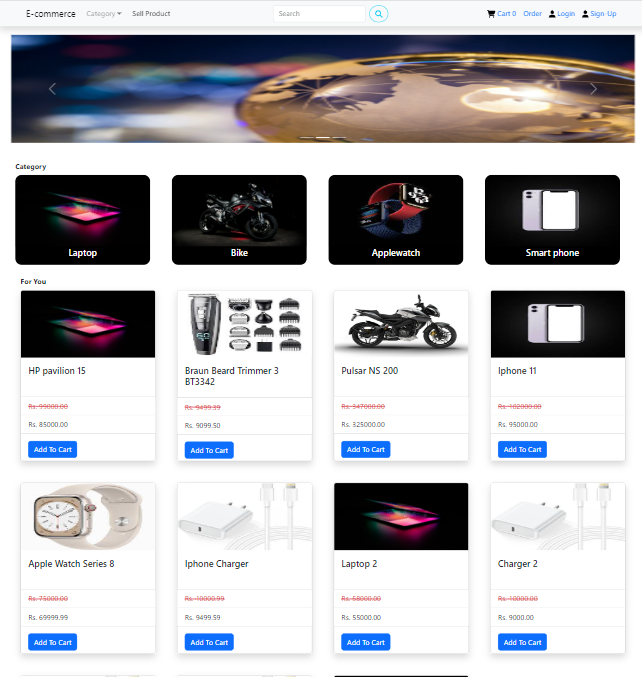 E-commerce Category Sell Product Search Cart 0 Order Login Sign-Up
Category
Laptop Bike Applewatch Smart phone
For You
HP pavilion 15 Braun Beard Trimmer 3 Pulsar NS 200 Iphone 11
BT3342
Rs. 99000.00 Rs. 9499.99 Rs. 347000.00 Rs. 102000.00
Rs. 85000.00 Rs. 9099.50 Rs. 325000.00 Rs. 95000.00
Add To Cart Add To Cart Add To Cart Add To Cart
Apple Watch Series 8 Iphone Charger Laptop 2 Charger 2
Rs. 75000.00 Rs. 10000.99 Rs. 58000.00 Rs. 10000.00
Rs. 69999.99 Rs. 9499.59 Rs. 55000.00 Rs. 9000.00
Add To Cart Add To Cart Add To Cart Add To Cart